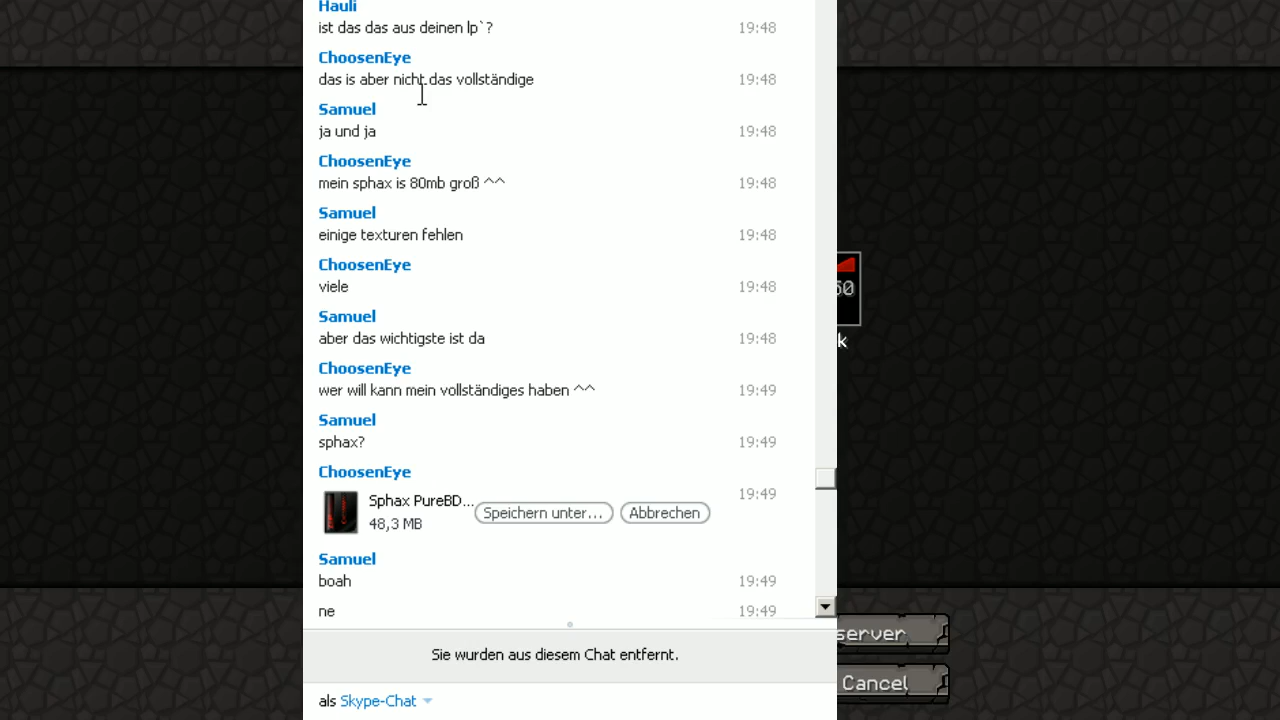 Hauli
ist das das aus deinen lp`? 19:48
ChoosenEye
das is aber nicht das vollständige 19:48
Samuel
ja und ja 19:48
ChoosenEye
mein sphax is 80mb groß ^^ 19:48
Samuel
einige texturen fehlen 19:48
ChoosenEye
viele 19:48
Samuel
aber das wichtigste ist da 19:48
ChoosenEye
wer will kann mein vollständiges haben ^^ 19:49
Samuel
sphax? 19:49
ChoosenEye
Sphax PureBD... 19:49
48,3 MB Speichern unter... Abbrechen
Samuel
boah 19:49
ne 19:49
Sie wurden aus diesem Chat entfernt.
als Skype-Chat
60
k
server
Cancel